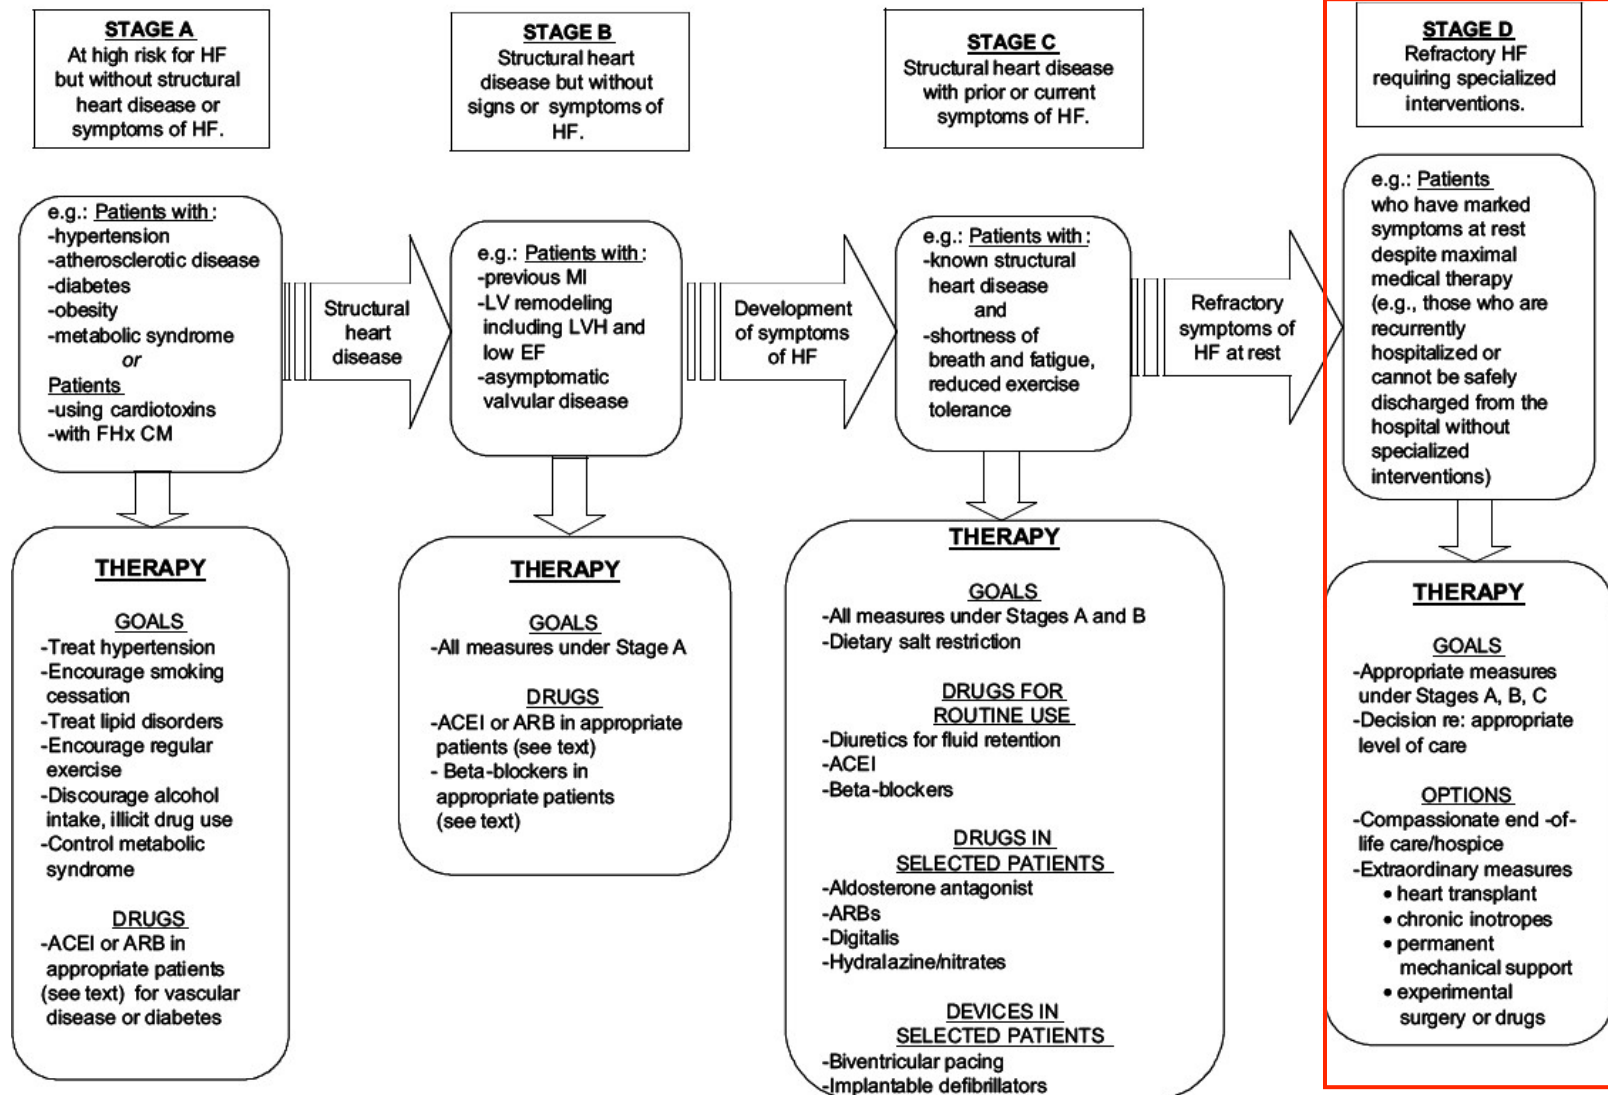 STAGE A
At high risk for HF
but without structural
heart disease or
symptoms of HF.
STAGE B
Structural heart
disease but without
signs or symptoms of
HF.
STAGE C
Structural heart disease
with prior or current
symptoms of HF.
STAGE D
Refractory HF
requiring specialized
interventions.
e.g.: Patients with:
-hypertension
-atherosclerotic disease
-diabetes
-obesity
-metabolic syndrome
or
Patients
-using cardiotoxins
-with FHx CM
Structural
heart
disease
e.g.: Patients with:
-previous MI
-LV remodeling
including LVH and
low EF
-asymptomatic
valvular disease
Development
of symptoms
of HF
e.g.: Patients with:
-known structural
heart disease
and
-shortness of
breath and fatigue,
reduced exercise
tolerance
Refractory
symptoms of
HF at rest
e.g.: Patients
who have marked
symptoms at rest
despite maximal
medical therapy
(e.g., those who are
recurrently
hospitalized or
cannot be safely
discharged from the
hospital without
specialized
interventions)
THERAPY
GOALS
-Treat hypertension
-Encourage smoking
cessation
-Treat lipid disorders
-Encourage regular
exercise
-Discourage alcohol
intake, illicit drug use
-Control metabolic
syndrome
DRUGS
-ACEI or ARB in
appropriate patients
(see text) for vascular
disease or diabetes
THERAPY
GOALS
-All measures under Stage A
DRUGS
-ACEI or ARB in appropriate
patients (see text)
- Beta-blockers in
appropriate patients
(see text)
THERAPY
GOALS
-All measures under Stages A and B
-Dietary salt restriction
DRUGS FOR
ROUTINE USE
-Diuretics for fluid retention
-ACEI
-Beta-blockers
DRUGS IN
SELECTED PATIENTS
-Aldosterone antagonist
-ARBs
-Digitalis
-Hydralazine/nitrates
DEVICES IN
SELECTED PATIENTS
-Biventricular pacing
-Implantable defibrillators
THERAPY
GOALS
-Appropriate measures
under Stages A, B, C
-Decision re: appropriate
level of care
OPTIONS
-Compassionate end -of-
life care/hospice
-Extraordinary measures
• heart transplant
• chronic inotropes
• permanent
mechanical support
• experimental
surgery or drugs